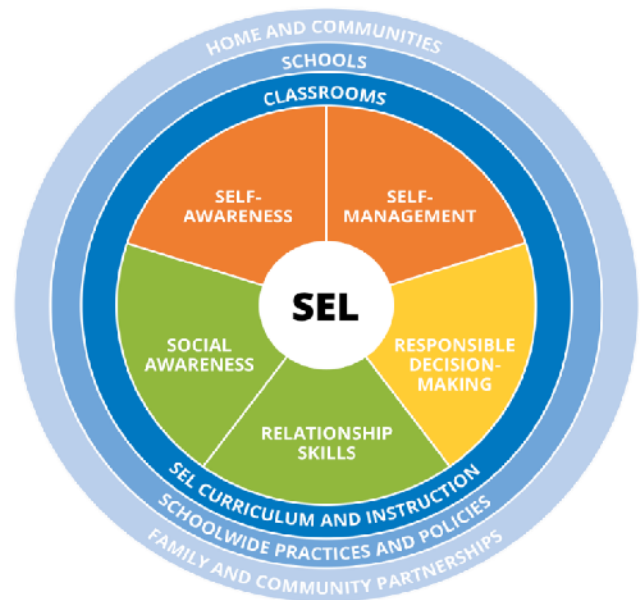 HOME AND COMMUNITIES
SCHOOLS
CLASSROOMS
SELF-
AWARENESS
SELF-
MANAGEMENT
SEL
SOCIAL
AWARENESS
RESPONSIBLE
DECISION-
MAKING
RELATIONSHIP
SKILLS
SEL CURRICULUM AND INSTRUCTION
SCHOOLWIDE PRACTICES AND POLICIES
FAMILY AND COMMUNITY PARTNERSHIPS